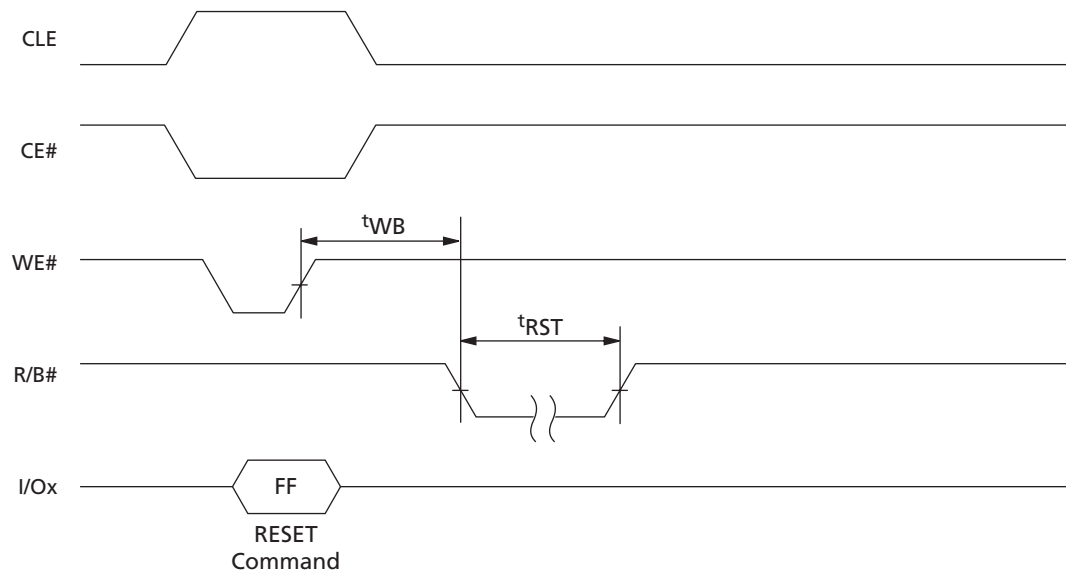 CLE
CE#
tWB
WE#
tRST
R/B#
I/Ox
FF
RESET
Command